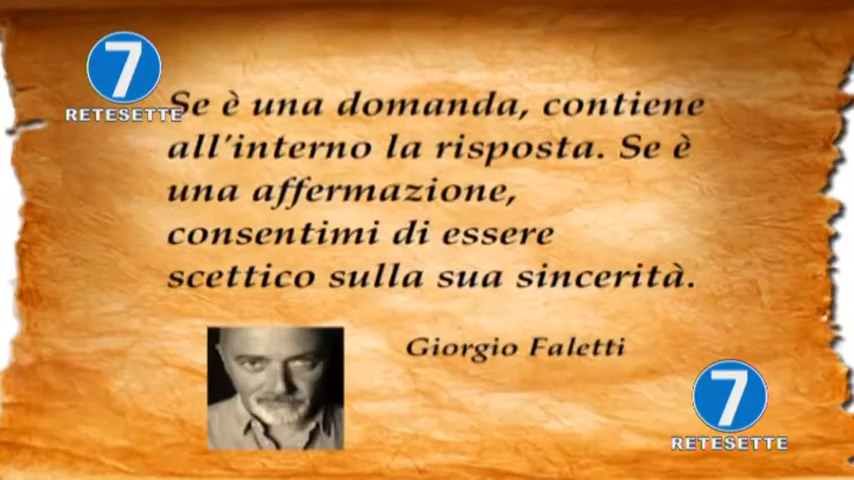 7
RETESETTE
Se è una domanda, contiene
all'interno la risposta. Se è
una affermazione,
consentimi di essere
scettico sulla sua sincerità.
Giorgio Faletti
7
RETESETTE